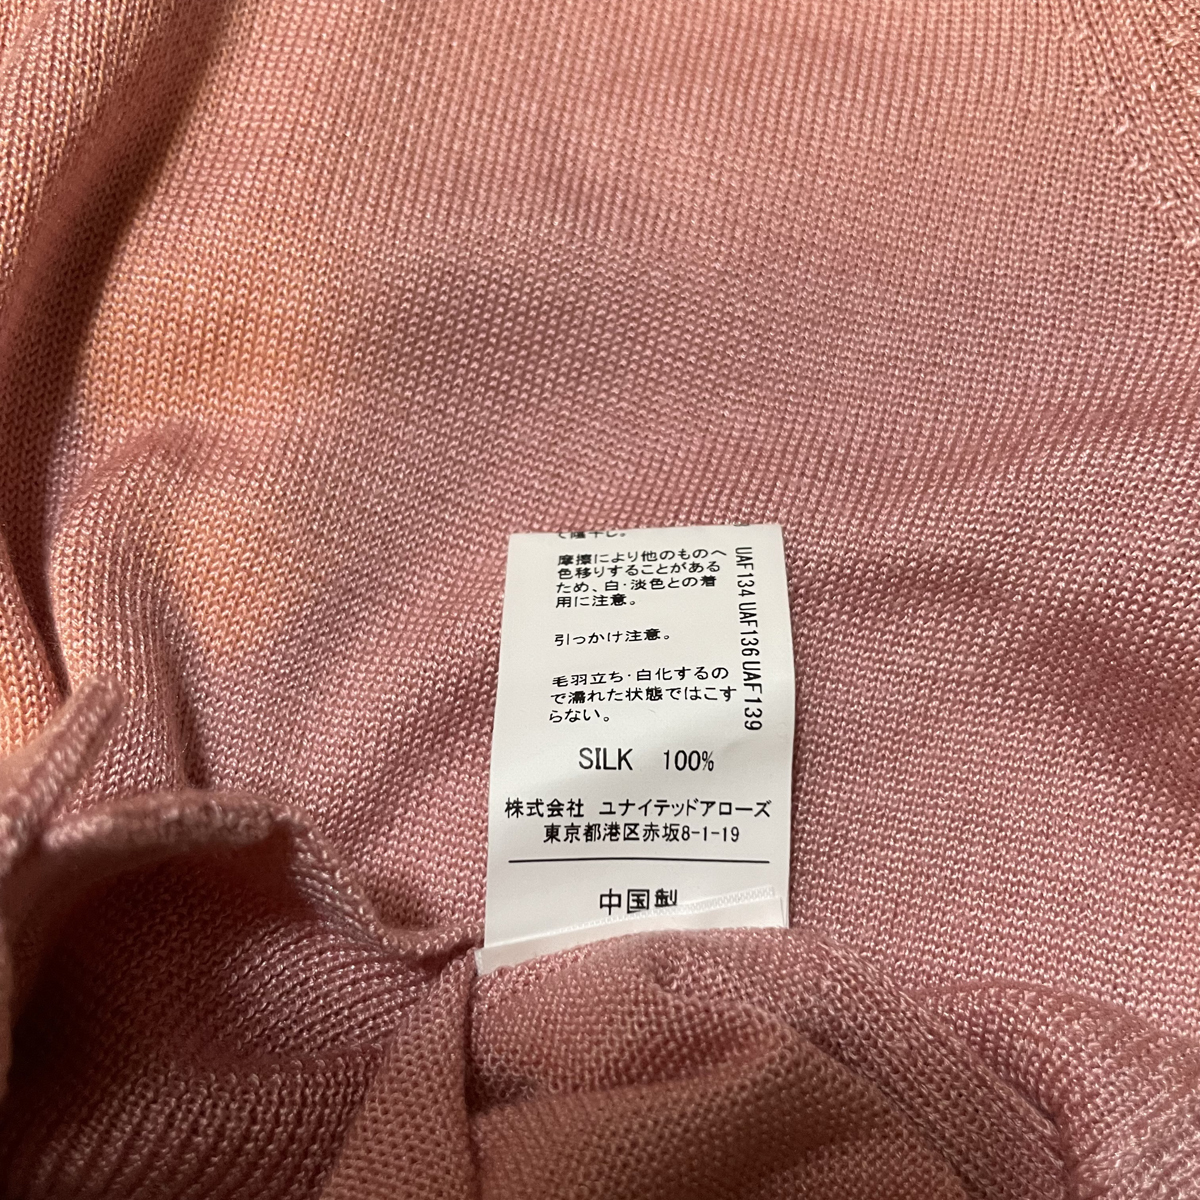 て陰干し。
摩擦により他のものへ
色移りすることがある
ため、白・淡色との着
用に注意。
引っかけ注意。
毛羽立ち・白化するの
で濡れた状態ではこす
らない。
UAF134 UAF136 UAF139
SILK 100%
株式会社 ユナイテッドアローズ
東京都港区赤坂8-1-19
中国製